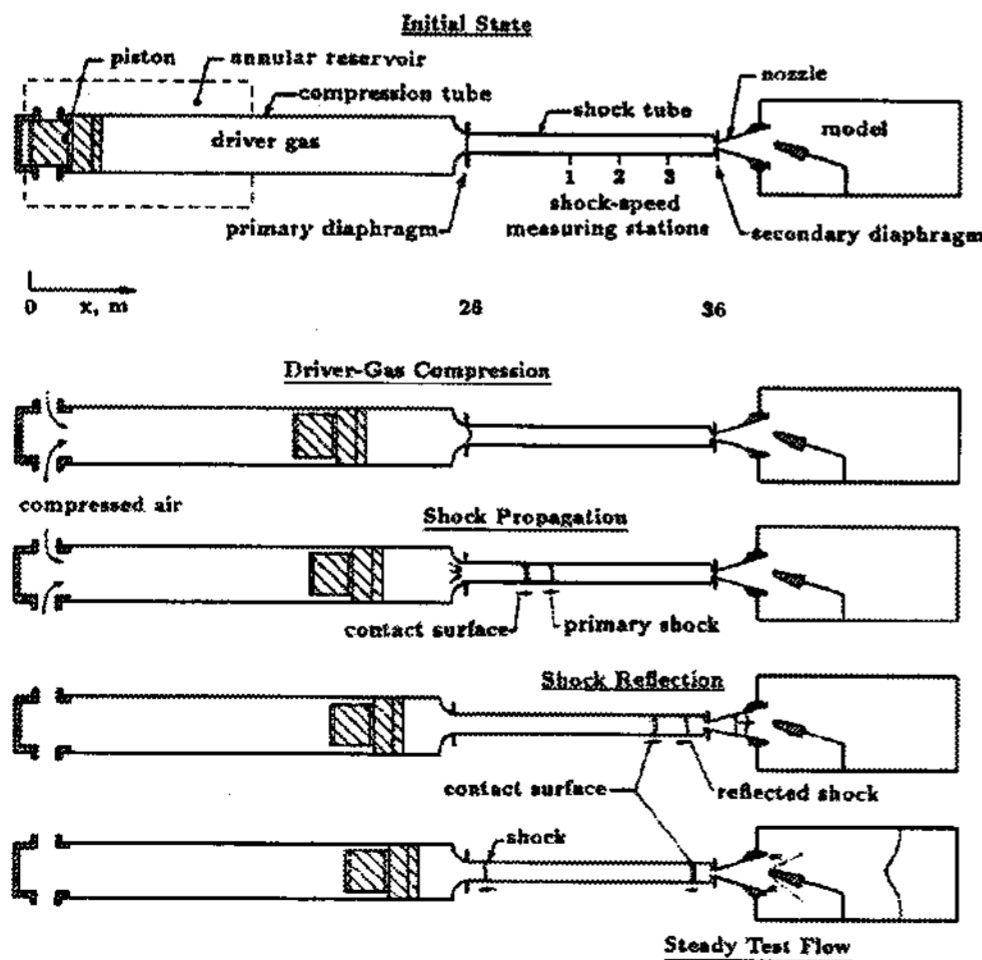 Initial State
piston
annular reservoir
nozzle
compression tube
shock tube
model
driver gas
1 2 3
shock-speed
measuring stations
primary diaphragm
secondary diaphragm
0 x, m 26 36
Driver-Gas Compression
compressed air
Shock Propagation
contact surface
primary shock
Shock Reflection
contact surface
reflected shock
shock
Steady Test Flow